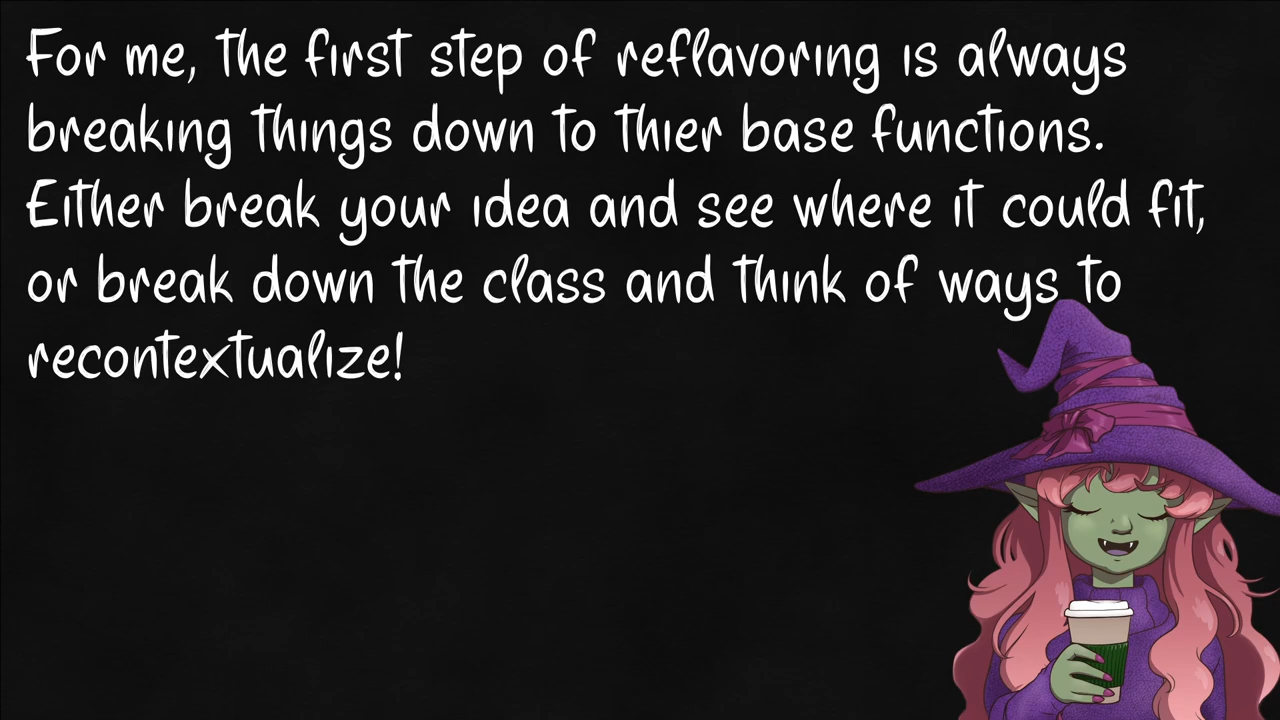 For me, the first step of reflavoring is always
breaking things down to thier base functions.
Either break your idea and see where it could fit,
or break down the class and think of ways to
recontextualize!